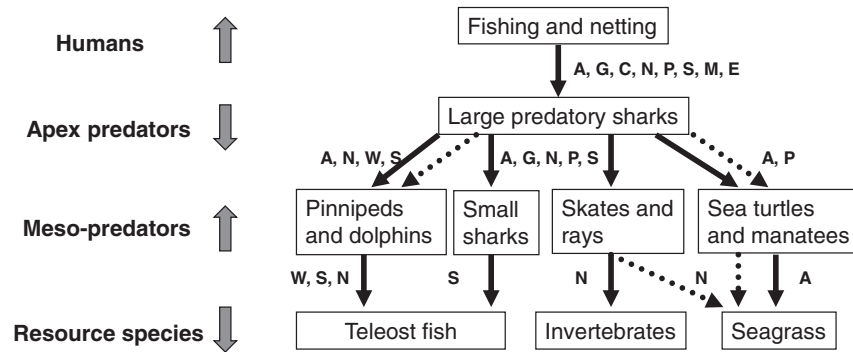 Humans
Fishing and netting
A, G, C, N, P, S, M, E
Apex predators
Large predatory sharks
A, N, W, S
A, G, N, P, S
A, P
Meso-predators
Pinnipeds
and dolphins
Small
sharks
Skates and
rays
Sea turtles
and manatees
W, S, N
S
N
N
A
Resource species
Teleost fish
Invertebrates
Seagrass